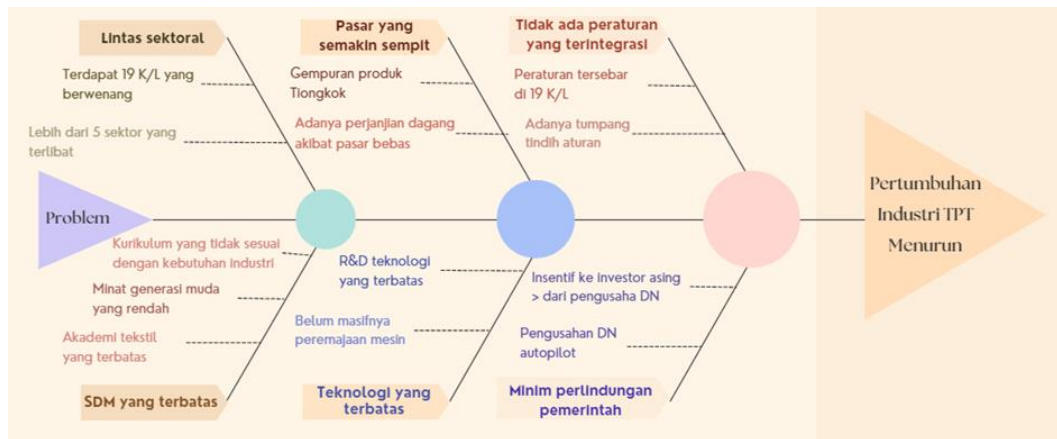 Lintas sektoral
Terdapat 19 K/L yang
berwenang
Lebih dari 5 sektor yang
terlibat
Pasar yang
semakin sempit
Gempuran produk
Tiongkok
Adanya perjanjian dagang
akibat pasar bebas
Tidak ada peraturan
yang terintegrasi
Peraturan tersebar
di 19 K/L
Adanya tumpang
tindih aturan
Problem
Pertumbuhan
Industri TPT
Menurun
Kurikulum yang tidak sesuai
dengan kebutuhan industri
Minat generasi muda
yang rendah
Akademi tekstil
yang terbatas
SDM yang terbatas
R&D teknologi
yang terbatas
Belum masifnya
peremajaan mesin
Teknologi yang
terbatas
Insentif ke investor asing
> dari pengusaha DN
Pengusahan DN
autopilot
Minim perlindungan
pemerintah